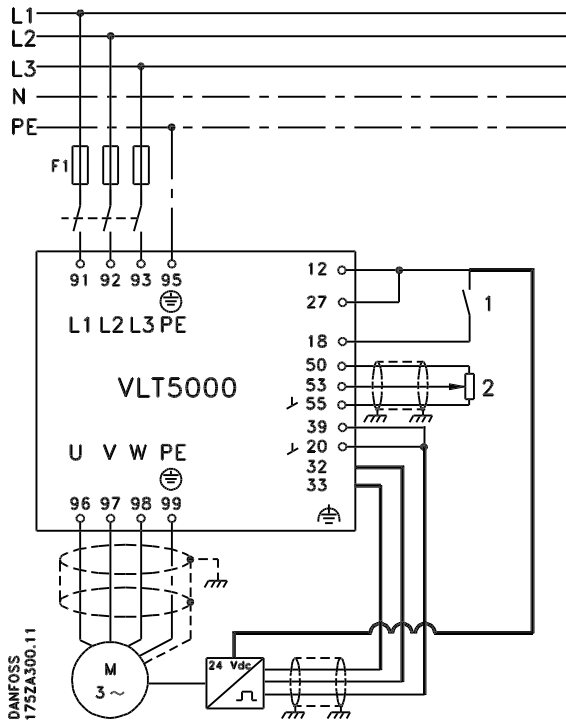 L1
L2
L3
N
PE
F1
91 92 93 95
L1 L2 L3 PE
VLT5000
U V W PE
96 97 98 99
12
27
18
50
53
55
39
20
32
33
1
2
M
3~
24 Vdc
DANFOSS
175ZA300.11